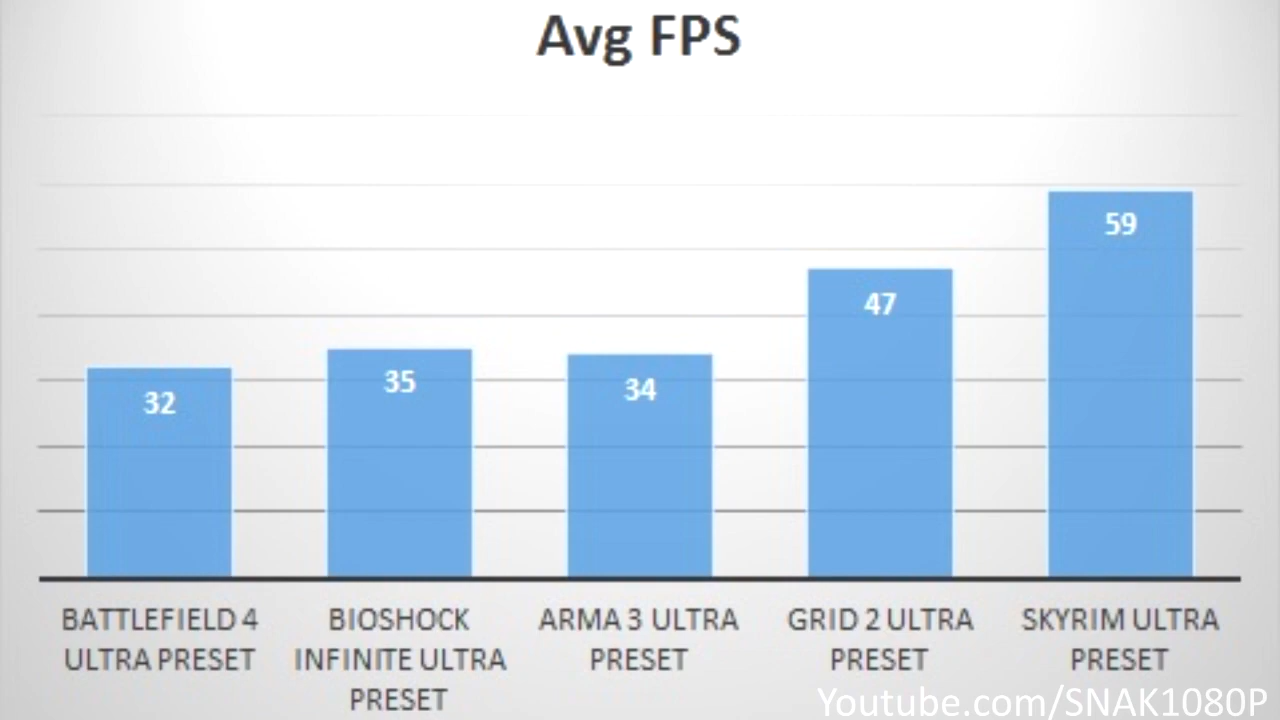 Avg FPS
32
35
34
47
59
BATTLEFIELD 4
ULTRA PRESET
BIOSHOCK
INFINITE ULTRA
PRESET
ARMA 3 ULTRA
PRESET
GRID 2 ULTRA
PRESET
SKYRIM ULTRA
PRESET
Youtube.com/SNAK1080P